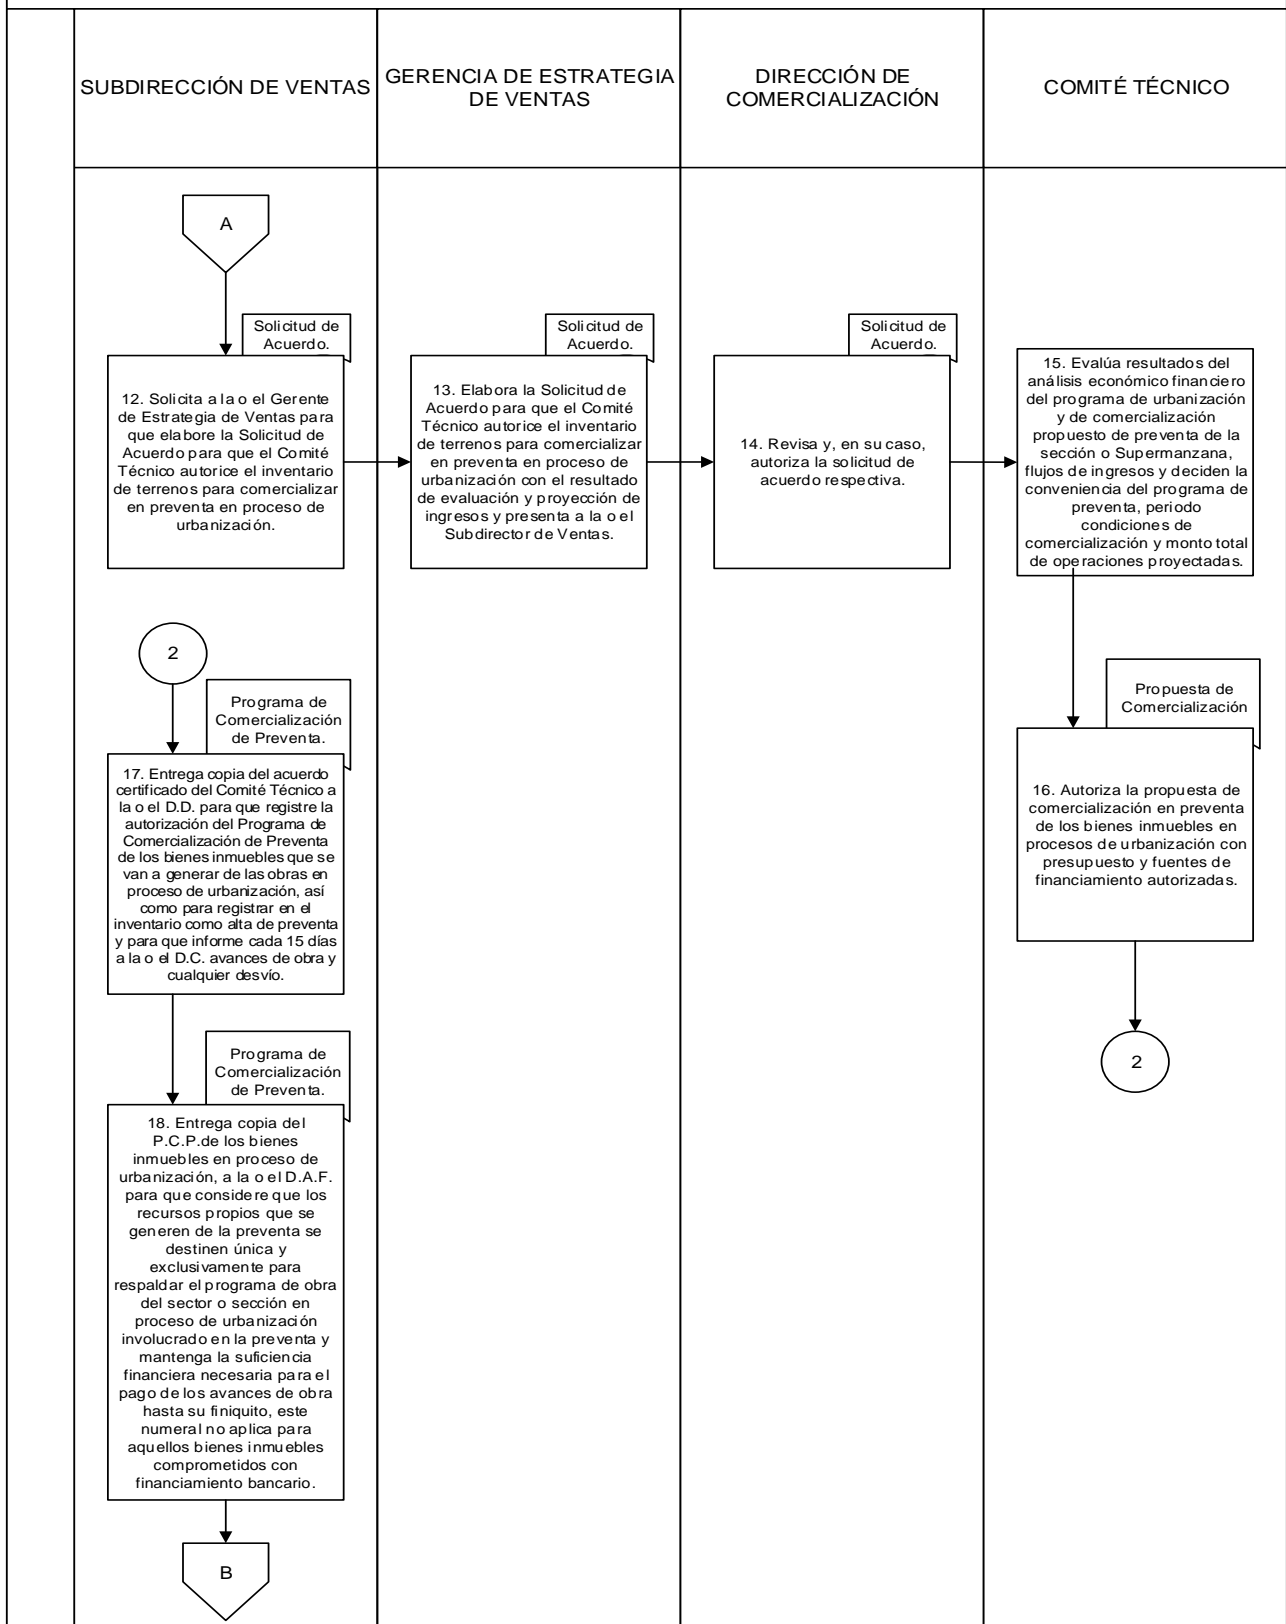 SUBDIRECCIÓN DE VENTAS
GERENCIA DE ESTRATEGIA
DE VENTAS
DIRECCIÓN DE
COMERCIALIZACIÓN
COMITÉ TÉCNICO
A
Solicitud de
Acuerdo.
12. Solicita a la o el Gerente
de Estrategia de Ventas para
que elabore la Solicitud de
Acuerdo para que el Comité
Técnico autorice el inventario
de terrenos para comercializar
en preventa en proceso de
urbanización.
Solicitud de
Acuerdo.
13. Elabora la Solicitud de
Acuerdo para que el Comité
Técnico autorice el inventario
de terrenos para comercializar
en preventa en proceso de
urbanización con el resultado
de evaluación y proyección de
ingresos y presenta a la o el
Subdirector de Ventas.
Solicitud de
Acuerdo.
14. Revisa y, en su caso,
autoriza la solicitud de
acuerdo respectiva.
15. Evalúa resultados del
análisis económico financiero
del programa de urbanización
y de comercialización
propuesto de preventa de la
sección o Supermanzana,
flujos de ingresos y deciden la
conveniencia del programa de
preventa, periodo
condiciones de
comercialización y monto total
de operaciones proyectadas.
Propuesta de
Comercialización
16. Autoriza la propuesta de
comercialización en preventa
de los bienes inmuebles en
procesos de urbanización con
presupuesto y fuentes de
financiamiento autorizadas.
2
2
Programa de
Comercialización
de Preventa.
17. Entrega copia del acuerdo
certificado del Comité Técnico a
la o el D.D. para que registre la
autorización del Programa de
Comercialización de Preventa
de los bienes inmuebles que se
van a generar de las obras en
proceso de urbanización, así
como para registrar en el
inventario como alta de preventa
y para que informe cada 15 días
a la o el D.C. avances de obra y
cualquier desvío.
Programa de
Comercialización
de Preventa.
18. Entrega copia del
P.C.P.de los bienes
inmuebles en proceso de
urbanización, a la o el D.A.F.
para que considere que los
recursos propios que se
generen de la preventa se
destinen única y
exclusivamente para
respaldar el programa de obra
del sector o sección en
proceso de urbanización
involucrado en la preventa y
mantenga la suficiencia
financiera necesaria para el
pago de los avances de obra
hasta su finiquito, este
numeral no aplica para
aquellos bienes inmuebles
comprometidos con
financiamiento bancario.
B